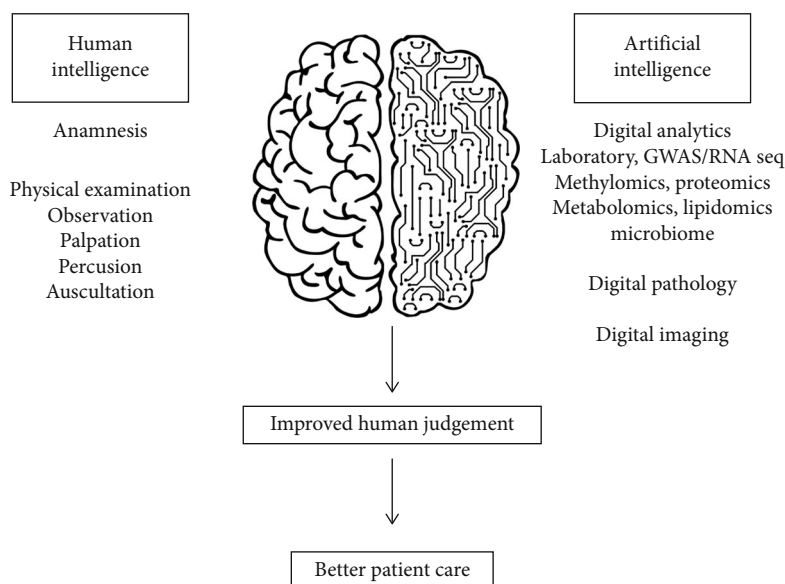 Human
intelligence
Anamnesis
Physical examination
Observation
Palpation
Percusion
Auscultation
Artificial
intelligence
Digital analytics
Laboratory, GWAS/RNA seq
Methylomics, proteomics
Metabolomics, lipidomics
microbiome
Digital pathology
Digital imaging
Improved human judgement
Better patient care